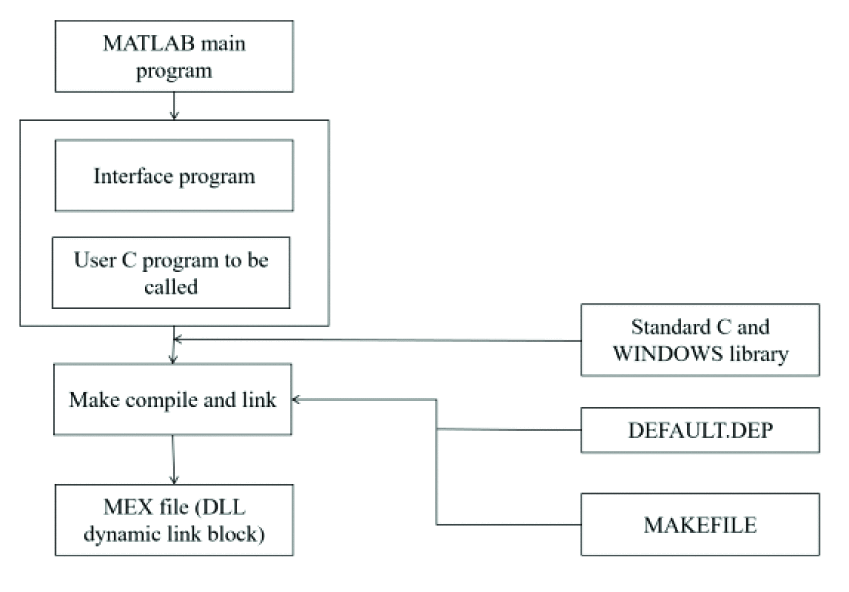 MATLAB main
program
Interface program
User C program to be
called
Standard C and
WINDOWS library
Make compile and link
DEFAULT.DEP
MEX file (DLL
dynamic link block)
MAKEFILE